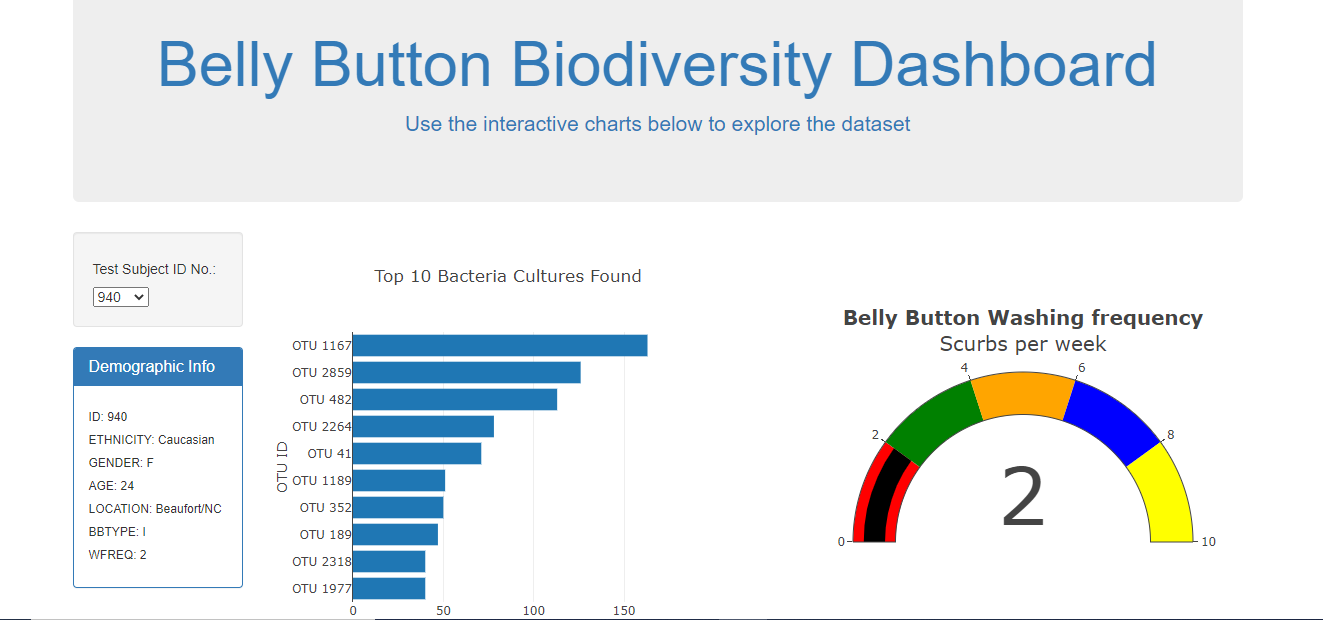 Belly Button Biodiversity Dashboard
Use the interactive charts below to explore the dataset
Test Subject ID No.:
940
Demographic Info
ID: 940
ETHNICITY: Caucasian
GENDER: F
AGE: 24
LOCATION: Beaufort/NC
BBTYPE: I
WFREQ: 2
Top 10 Bacteria Cultures Found
OTU ID
OTU 1167
OTU 2859
OTU 482
OTU 2264
OTU 41
OTU 1189
OTU 352
OTU 189
OTU 2318
OTU 1977
0 50 100 150
Belly Button Washing frequency
Scurbs per week
0
2
4
6
8
10
2